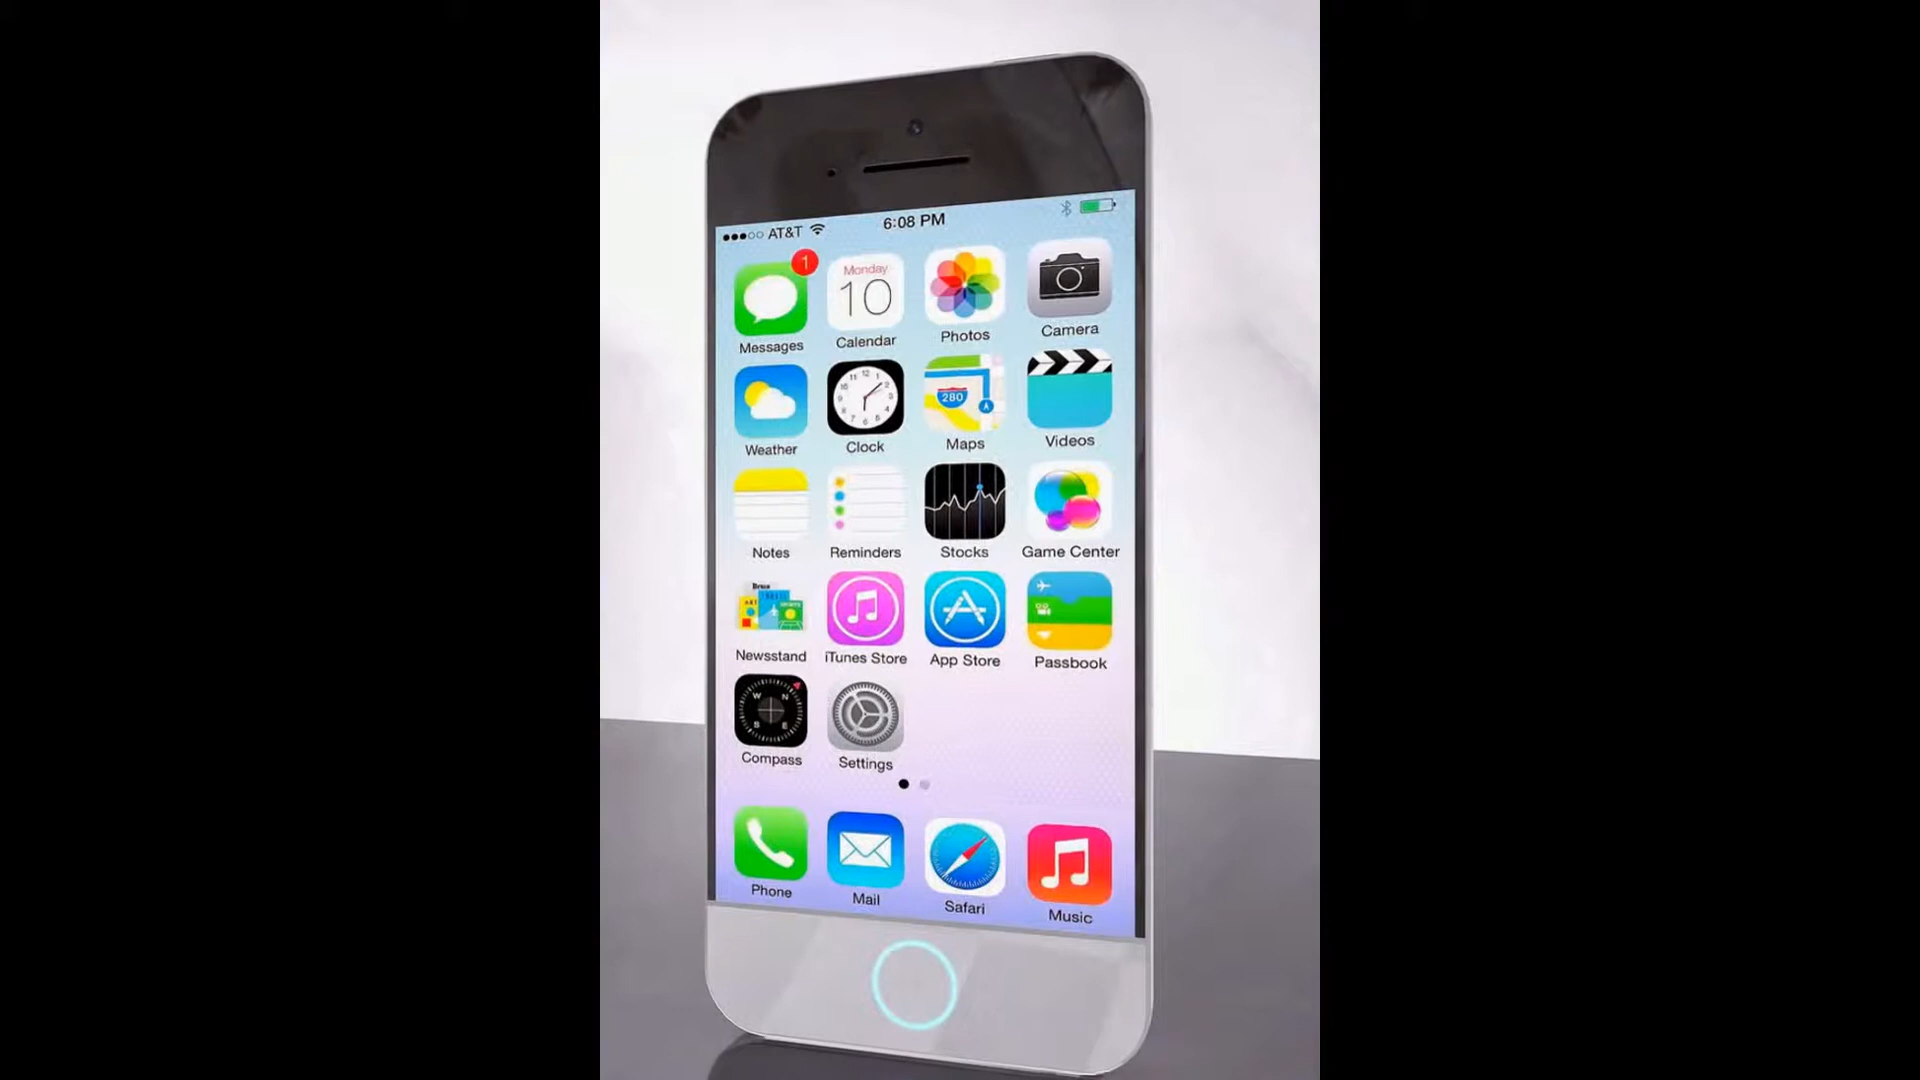 AT&T 6:08 PM
1
Monday
10
Messages Calendar Photos Camera
280
Weather Clock Maps Videos
Notes Reminders Stocks Game Center
Newsstand iTunes Store App Store Passbook
W N
S E
Compass Settings
Phone Mail Safari Music